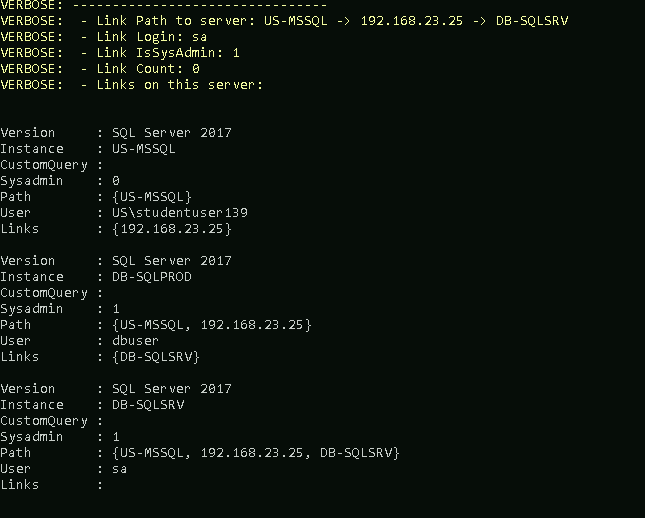 VERBOSE: --------------------------------
VERBOSE:  - Link Path to server: US-MSSQL -> 192.168.23.25 -> DB-SQLSRV
VERBOSE:  - Link Login: sa
VERBOSE:  - Link IsSysAdmin: 1
VERBOSE:  - Link Count: 0
VERBOSE:  - Links on this server:
Version     : SQL Server 2017
Instance    : US-MSSQL
CustomQuery :
Sysadmin    : 0
Path        : {US-MSSQL}
User        : US\studentuser139
Links       : {192.168.23.25}
Version     : SQL Server 2017
Instance    : DB-SQLPROD
CustomQuery :
Sysadmin    : 1
Path        : {US-MSSQL, 192.168.23.25}
User        : dbuser
Links       : {DB-SQLSRV}
Version     : SQL Server 2017
Instance    : DB-SQLSRV
CustomQuery :
Sysadmin    : 1
Path        : {US-MSSQL, 192.168.23.25, DB-SQLSRV}
User        : sa
Links       :